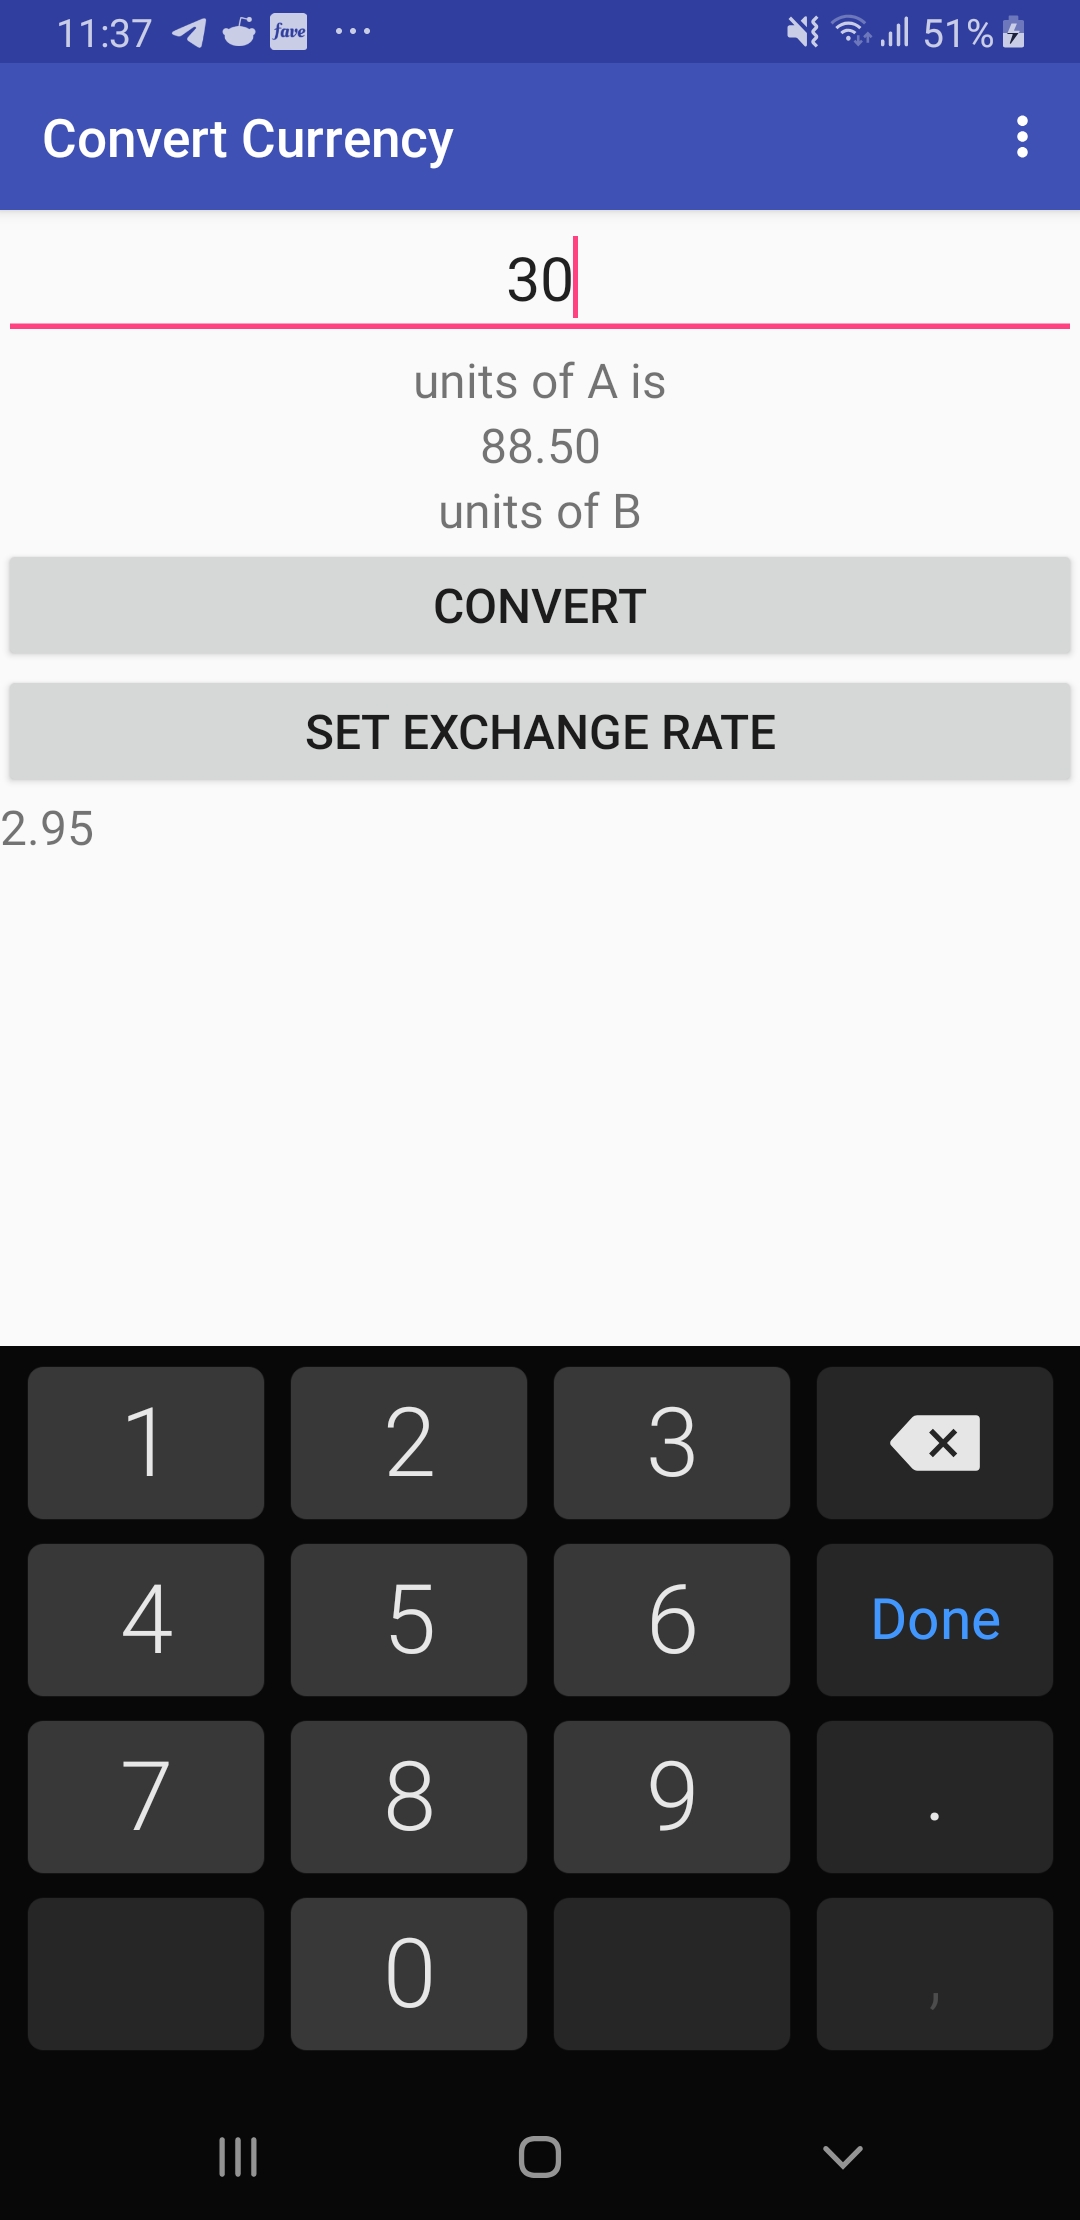 11:37 fave 51%
Convert Currency
30
units of A is
88.50
units of B
CONVERT
SET EXCHANGE RATE
2.95
1 2 3
4 5 6 Done
7 8 9 .
0 ,